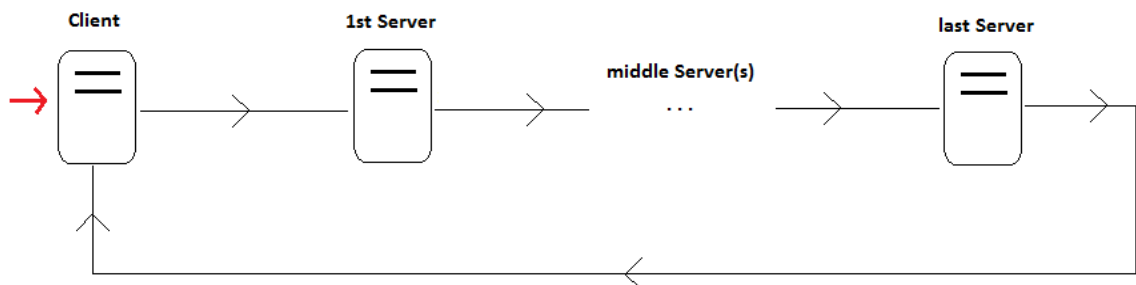 Client
1st Server
middle Server(s)
. . .
last Server